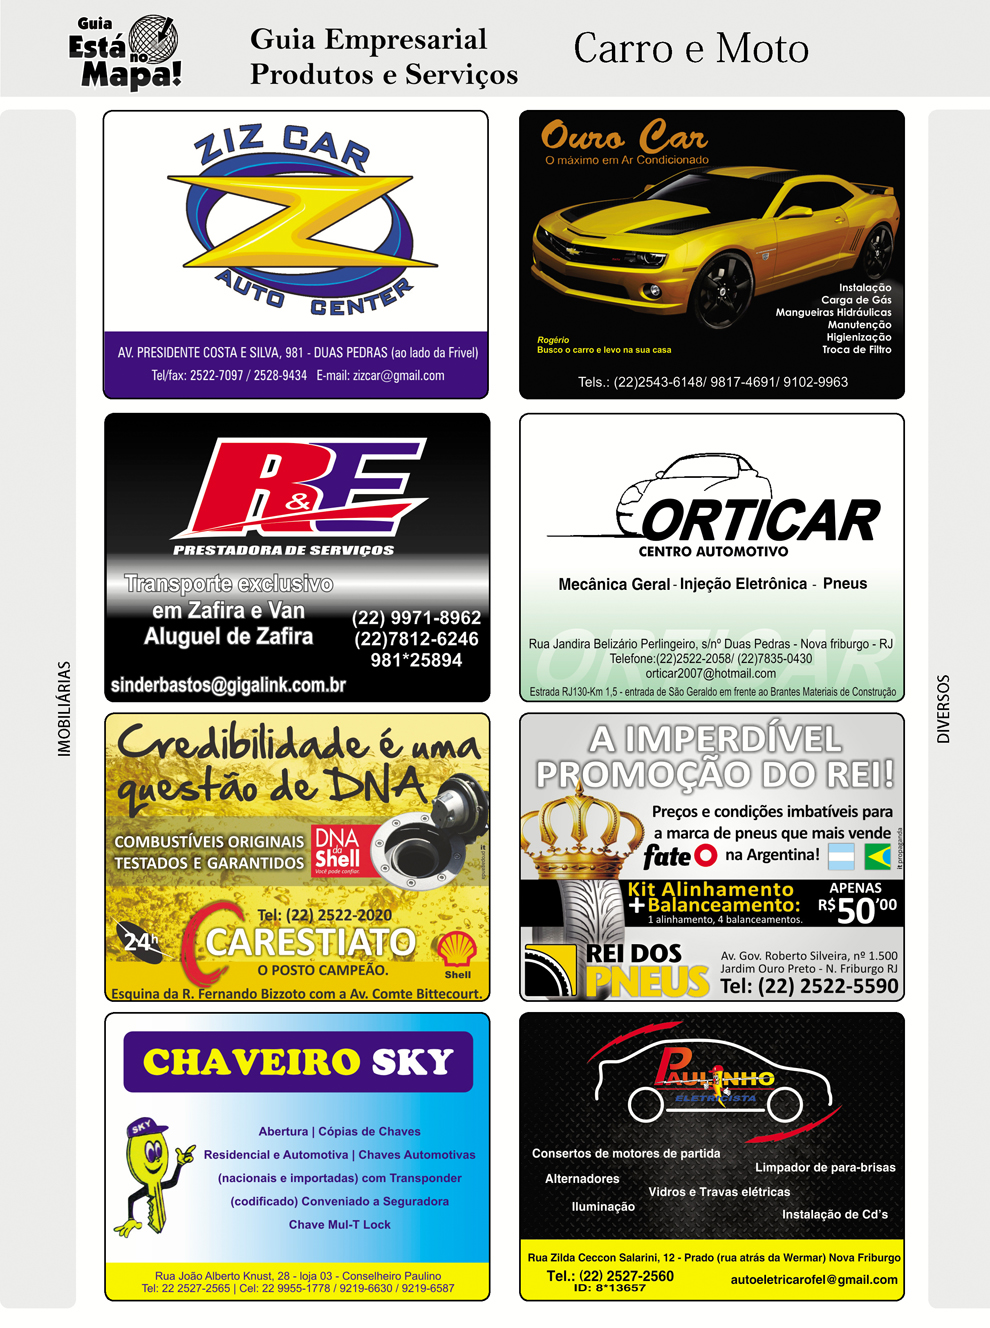 Guia
Está
no
Mapa!
Guia Empresarial
Produtos e Serviços
Carro e Moto
IMOBILIÁRIAS
DIVERSOS
ZIZ CAR
AUTO CENTER
AV. PRESIDENTE COSTA E SILVA, 981 - DUAS PEDRAS (ao lado da Frivel)
Tel/fax: 2522-7097 / 2528-9434 E-mail: zizcar@gmail.com
Ouro Car
O máximo em Ar Condicionado
Instalação
Carga de Gás
Mangueiras Hidráulicas
Manutenção
Higienização
Troca de Filtro
Rogério
Busco o carro e levo na sua casa
Tels.: (22)2543-6148/ 9817-4691/ 9102-9963
R&E
PRESTADORA DE SERVIÇOS
Transporte exclusivo
em Zafira e Van
Aluguel de Zafira
(22) 9971-8962
(22)7812-6246
981*25894
sinderbastos@gigalink.com.br
ORTICAR
CENTRO AUTOMOTIVO
Mecânica Geral - Injeção Eletrônica - Pneus
ORTICAR
Rua Jandira Belizário Perlingeiro, s/nº Duas Pedras - Nova friburgo - RJ
Telefone:(22)2522-2058/ (22)7835-0430
orticar2007@hotmail.com
Estrada RJ130-Km 1,5 - entrada de São Geraldo em frente ao Brantes Materiais de Construção
Credibilidade é uma
questão de DNA
COMBUSTÍVEIS ORIGINAIS
TESTADOS E GARANTIDOS
DNA
da
Shell
Você pode confiar.
it propaganda
Tel: (22) 2522-2020
24h
CARESTIATO
O POSTO CAMPEÃO.
Shell
Esquina da R. Fernando Bizzoto com a Av. Comte Bittecourt.
A IMPERDÍVEL
PROMOÇÃO DO REI!
Preços e condições imbatíveis para
a marca de pneus que mais vende
fate O na Argentina!
it propaganda
Kit Alinhamento
+Balanceamento:
1 alinhamento, 4 balanceamentos.
APENAS
R$ 50'00
REI DOS
PNEUS
Av. Gov. Roberto Silveira, nº 1.500
Jardim Ouro Preto - N. Friburgo RJ
Tel: (22) 2522-5590
CHAVEIRO SKY
SKY
Abertura | Cópias de Chaves
Residencial e Automotiva | Chaves Automotivas
(nacionais e importadas) com Transponder
(codificado) Conveniado a Seguradora
Chave Mul-T Lock
Rua João Alberto Knust, 28 - loja 03 - Conselheiro Paulino
Tel: 22 2527-2565 | Cel: 22 9955-1778 / 9219-6630 / 9219-6587
PAULINHO
ELETRICISTA
Consertos de motores de partida
Limpador de para-brisas
Alternadores
Vidros e Travas elétricas
Iluminação
Instalação de Cd's
Rua Zilda Ceccon Salarini, 12 - Prado (rua atrás da Wermar) Nova Friburgo
Tel.: (22) 2527-2560
ID: 8*13657
autoeletricarofel@gmail.com